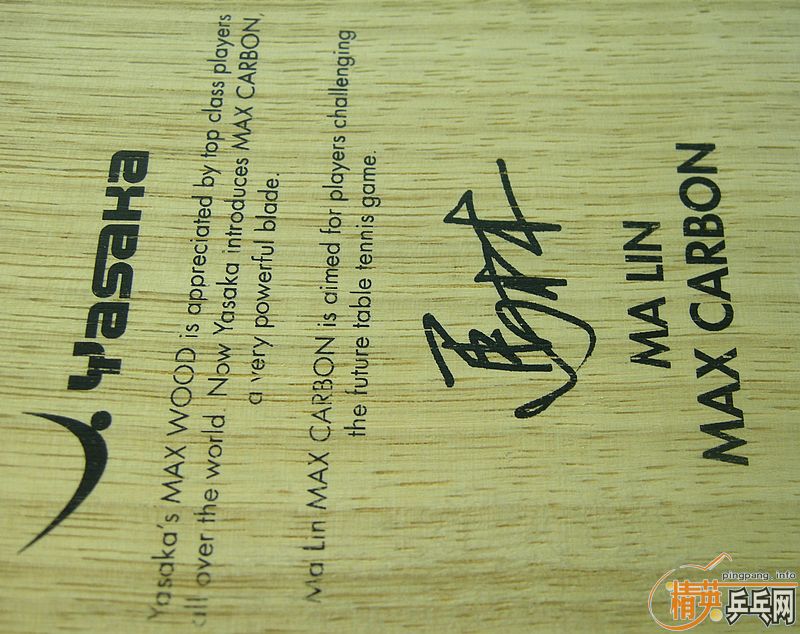 Yasaka
Yasaka's MAX WOOD is appreciated by top class players
all over the world. Now Yasaka introduces MAX CARBON,
a very powerful blade.
Ma Lin MAX CARBON is aimed for players challenging
the future table tennis game.
马林
MA LIN
MAX CARBON
pingpang.info
精英乒乓网